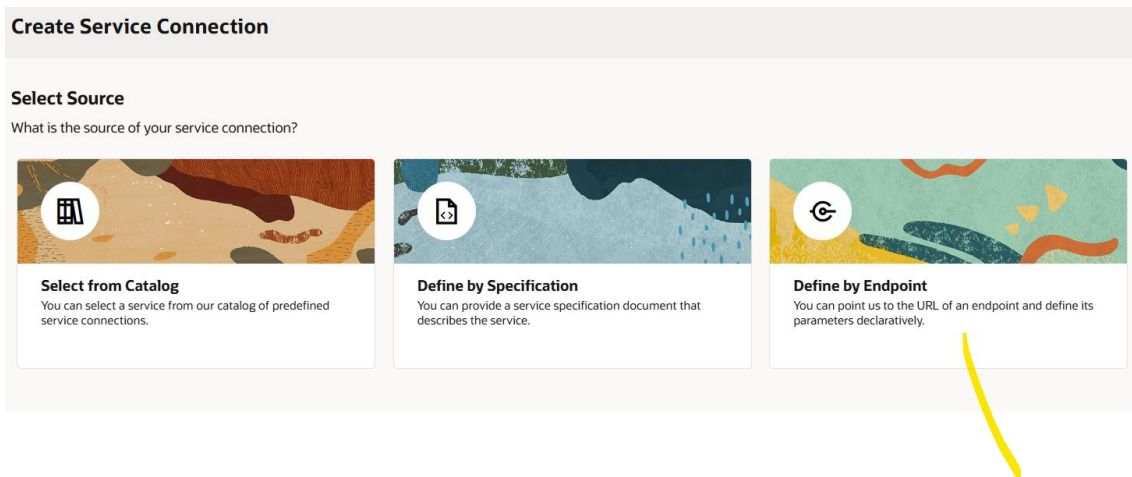 Create Service Connection
Select Source
What is the source of your service connection?
Select from Catalog
You can select a service from our catalog of predefined
service connections.
Define by Specification
You can provide a service specification document that
describes the service.
Define by Endpoint
You can point us to the URL of an endpoint and define its
parameters declaratively.